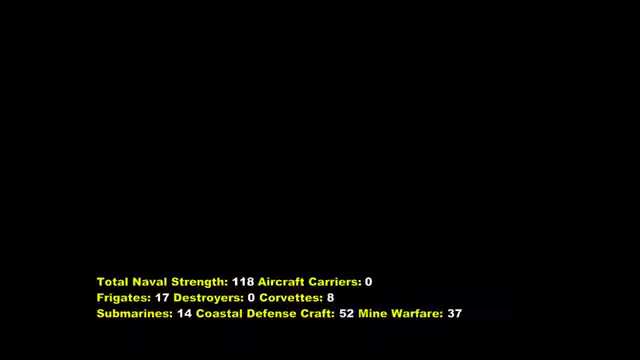 Total Naval Strength: 118 Aircraft Carriers: 0
Frigates: 17 Destroyers: 0 Corvettes: 8
Submarines: 14 Coastal Defense Craft: 52 Mine Warfare: 37